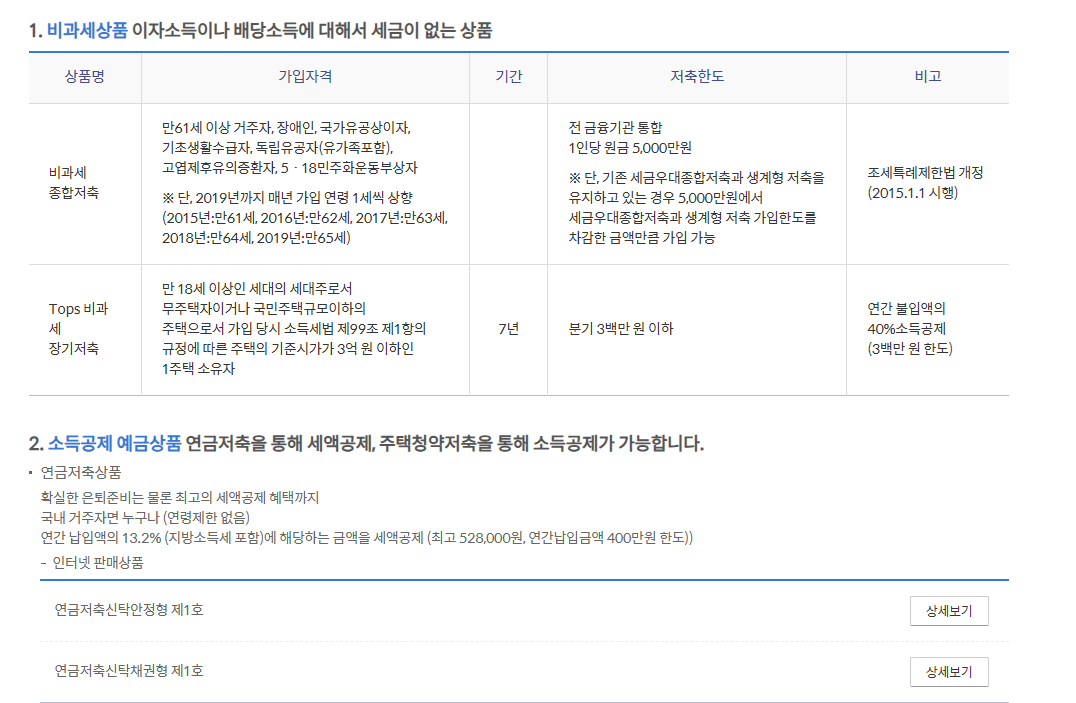 1. 비과세상품 이자소득이나 배당소득에 대해서 세금이 없는 상품
상품명 가입자격 기간 저축한도 비고
비과세
종합저축
만61세 이상 거주자, 장애인, 국가유공상이자,
기초생활수급자, 독립유공자(유가족포함),
고엽제후유의증환자, 5ㆍ18민주화운동부상자
※ 단, 2019년까지 매년 가입 연령 1세씩 상향
(2015년:만61세, 2016년:만62세, 2017년:만63세,
2018년:만64세, 2019년:만65세)
전 금융기관 통합
1인당 원금 5,000만원
※ 단, 기존 세금우대종합저축과 생계형 저축을
유지하고 있는 경우 5,000만원에서
세금우대종합저축과 생계형 저축 가입한도를
차감한 금액만큼 가입 가능
조세특례제한법 개정
(2015.1.1 시행)
Tops 비과
세
장기저축
만 18세 이상인 세대의 세대주로서
무주택자이거나 국민주택규모이하의
주택으로서 가입 당시 소득세법 제99조 제1항의
규정에 따른 주택의 기준시가가 3억 원 이하인
1주택 소유자
7년
분기 3백만 원 이하
연간 불입액의
40%소득공제
(3백만 원 한도)
2. 소득공제 예금상품 연금저축을 통해 세액공제, 주택청약저축을 통해 소득공제가 가능합니다.
· 연금저축상품
확실한 은퇴준비는 물론 최고의 세액공제 혜택까지
국내 거주자면 누구나 (연령제한 없음)
연간 납입액의 13.2% (지방소득세 포함)에 해당하는 금액을 세액공제 (최고 528,000원, 연간납입금액 400만원 한도))
- 인터넷 판매상품
연금저축신탁안정형 제1호 상세보기
연금저축신탁채권형 제1호 상세보기